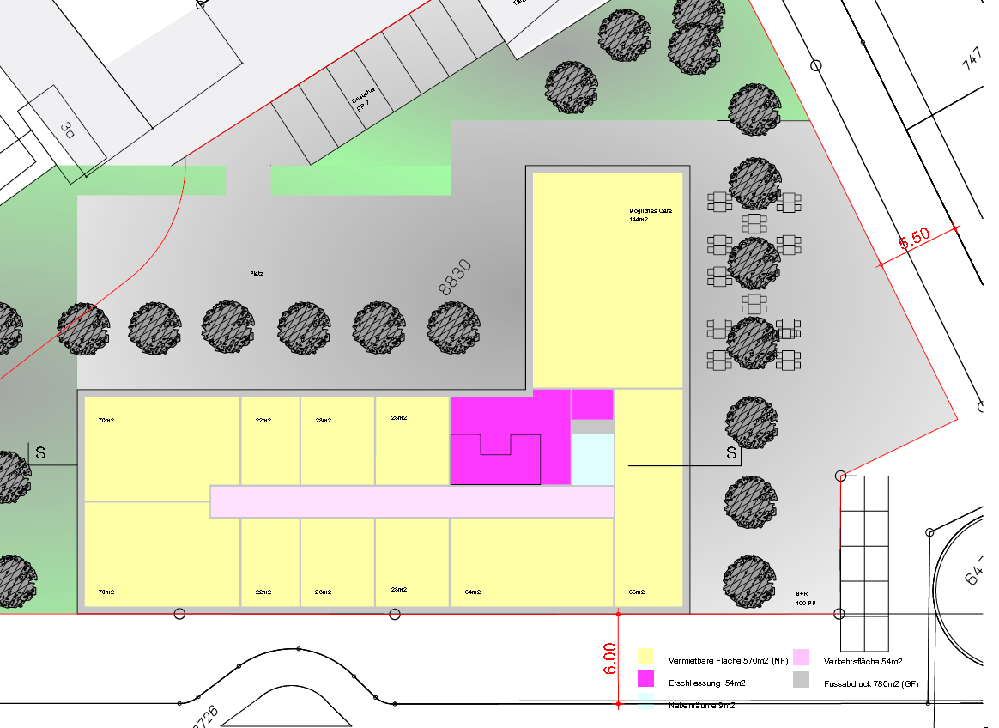 747
3a
Besucher
pp 7
Mögliches Cafe
144m2
5.50
Platz
8830
70m2
22m2
28m2
28m2
S
S
70m2
22m2
28m2
28m2
64m2
66m2
B+R
100 PP
6.00
Vermietbare Fläche 570m2 (NF)
Verkehrsfläche 54m2
Erschliessung 54m2
Fussabdruck 780m2 (GF)
Nebenräume 9m2